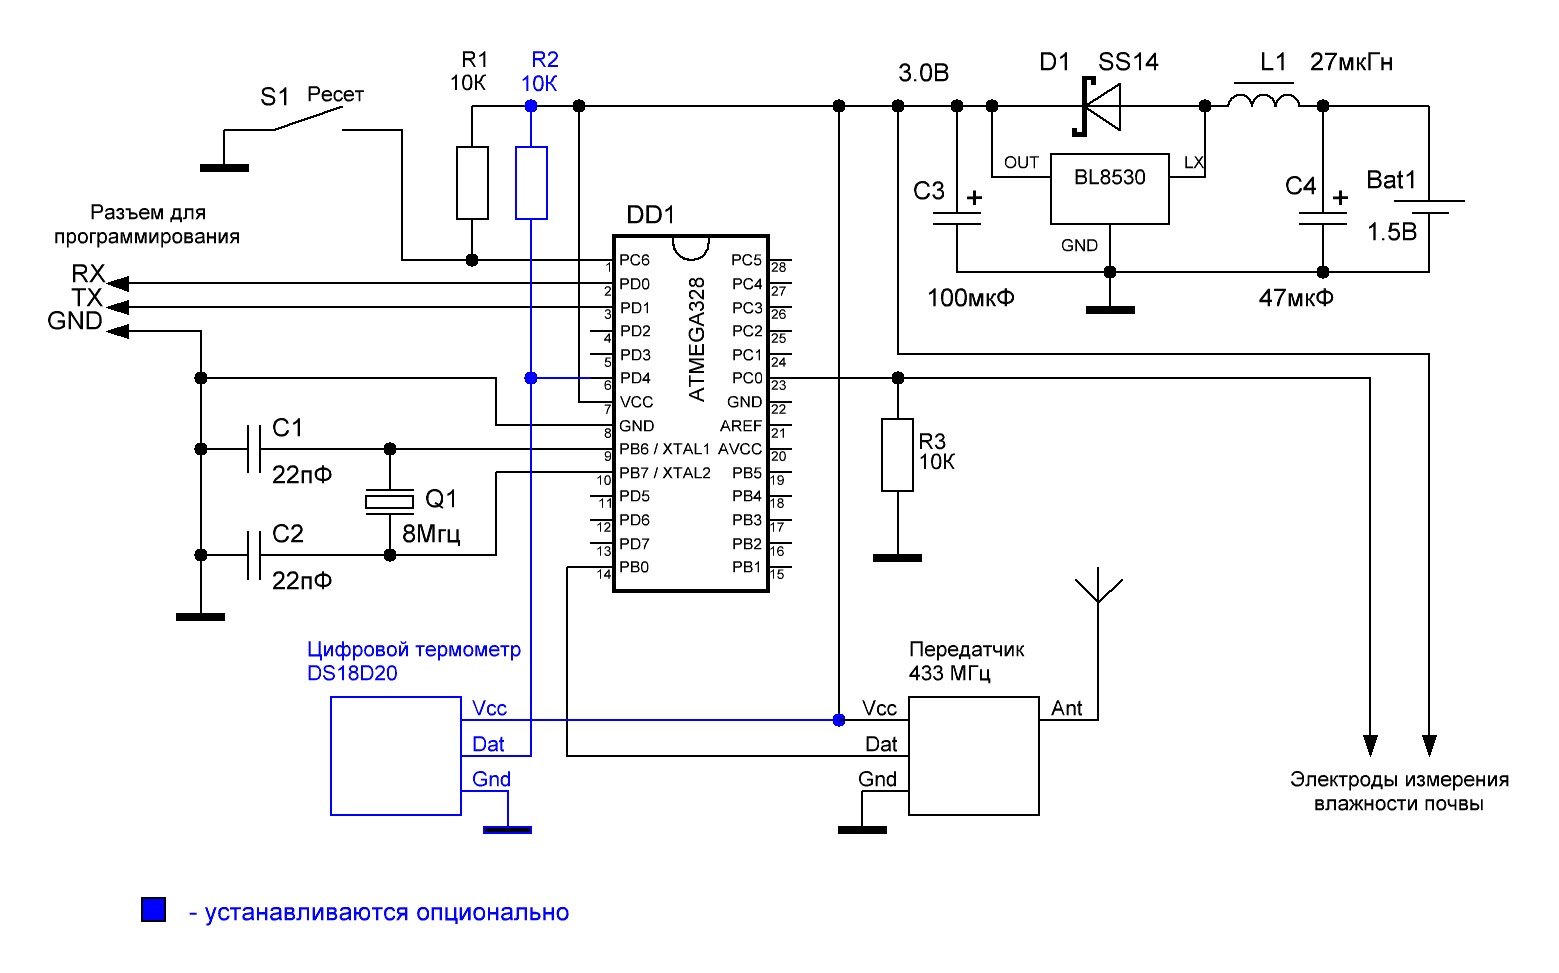 R1
10К
R2
10К
S1 Ресет
3.0В
D1 SS14
L1 27мкГн
OUT
BL8530
LX
GND
C3
+
100мкФ
C4
+
47мкФ
Bat1
1.5В
Разъем для
программирования
RX
TX
GND
DD1
ATMEGA328
1 PC6
2 PD0
3 PD1
4 PD2
5 PD3
6 PD4
7 VCC
8 GND
9 PB6 / XTAL1
10 PB7 / XTAL2
11 PD5
12 PD6
13 PD7
14 PB0
PC5 28
PC4 27
PC3 26
PC2 25
PC1 24
PC0 23
GND 22
AREF 21
AVCC 20
PB5 19
PB4 18
PB3 17
PB2 16
PB1 15
C1
22пФ
Q1
8Мгц
C2
22пФ
R3
10К
Цифровой термометр
DS18D20
Vcc
Dat
Gnd
Передатчик
433 МГц
Vcc
Dat
Gnd
Ant
Электроды измерения
влажности почвы
- устанавливаются опционально